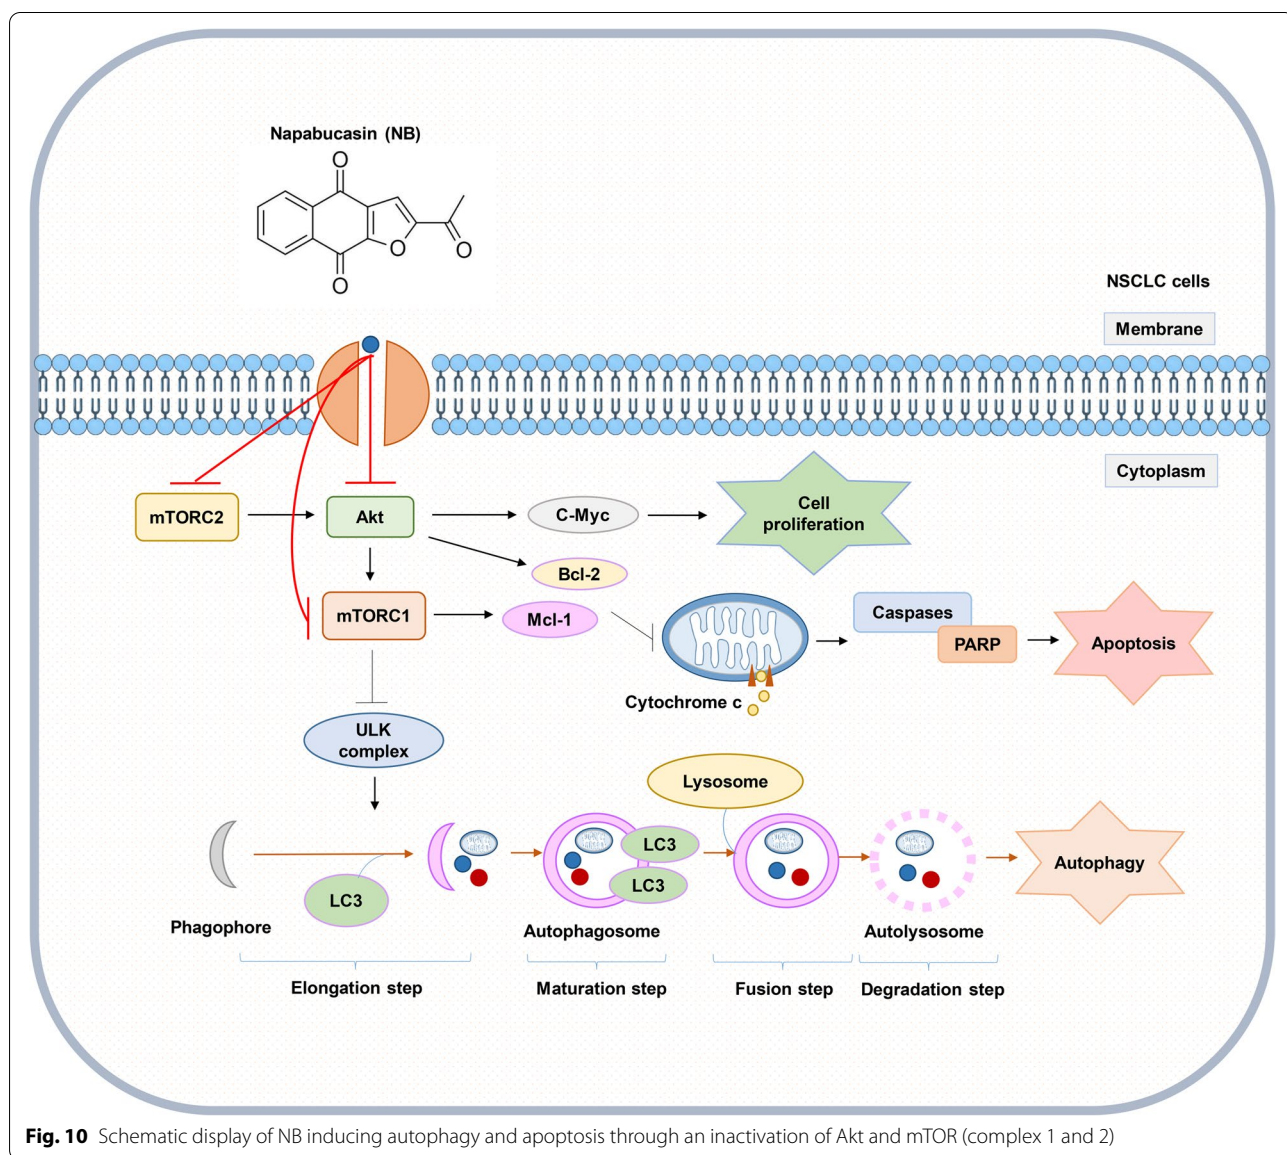 Napabucasin (NB)
O
O
O
O
NSCLC cells
Membrane
Cytoplasm
mTORC2
Akt
C-Myc
Cell
proliferation
Bcl-2
mTORC1
Mcl-1
Caspases
PARP
Apoptosis
Cytochrome c
ULK
complex
Lysosome
LC3
LC3
LC3
Autophagy
Phagophore
Autophagosome
Autolysosome
Elongation step
Maturation step
Fusion step
Degradation step
Fig. 10 Schematic display of NB inducing autophagy and apoptosis through an inactivation of Akt and mTOR (complex 1 and 2)